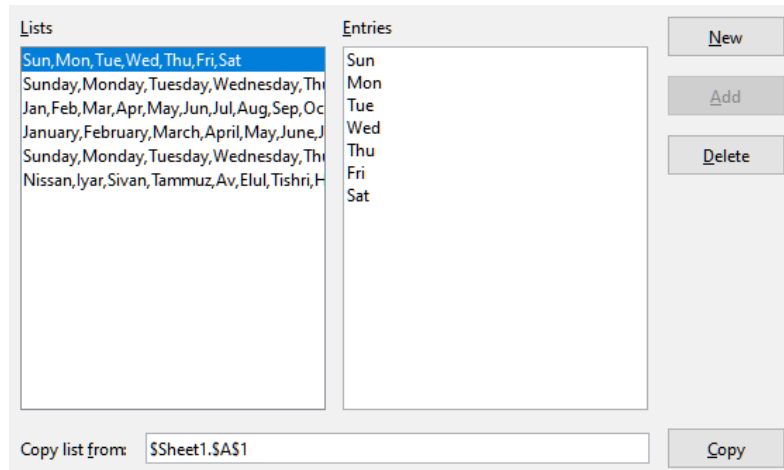 Lists
Entries
New
Sun,Mon,Tue,Wed,Thu,Fri,Sat
Sunday,Monday,Tuesday,Wednesday,Thu
Jan,Feb,Mar,Apr,May,Jun,Jul,Aug,Sep,Oc
January,February,March,April,May,June,J
Sunday,Monday,Tuesday,Wednesday,Thu
Nissan,Iyar,Sivan,Tammuz,Av,Elul,Tishri,H
Sun
Mon
Tue
Wed
Thu
Fri
Sat
Add
Delete
Copy list from: $Sheet1.$A$1
Copy